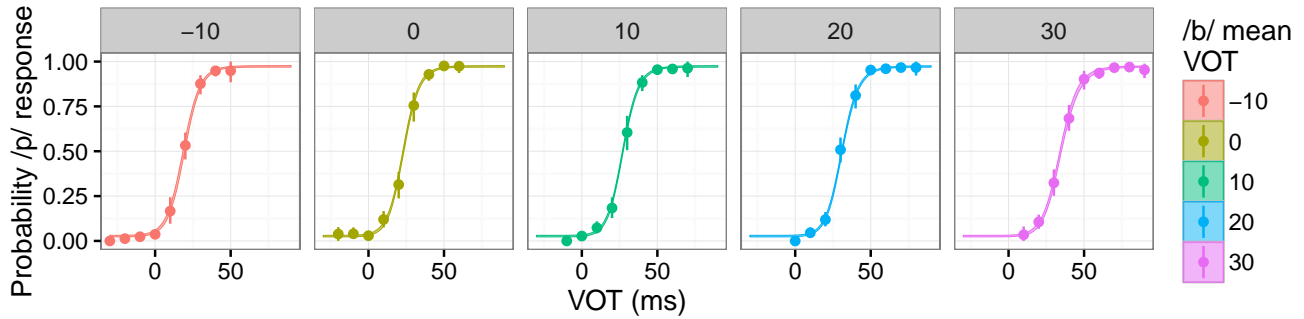 −10 0 10 20 30
Probability /p/ response
1.00
0.75
0.50
0.25
0.00
0 50 0 50 0 50 0 50 0 50
VOT (ms)
/b/ mean
VOT
−10
0
10
20
30